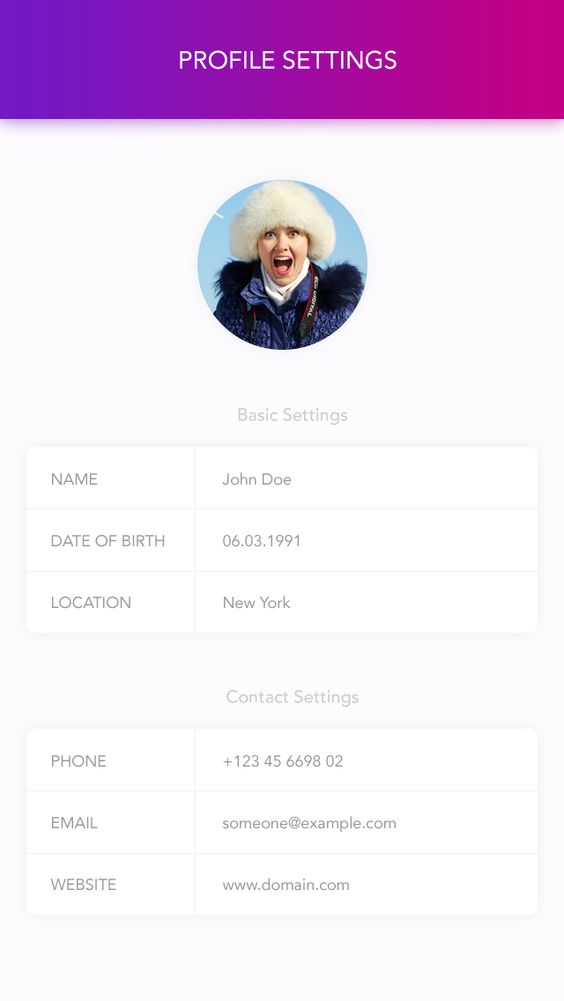 PROFILE SETTINGS
DIGITAL
Basic Settings
NAME John Doe
DATE OF BIRTH 06.03.1991
LOCATION New York
Contact Settings
PHONE +123 45 6698 02
EMAIL someone@example.com
WEBSITE www.domain.com